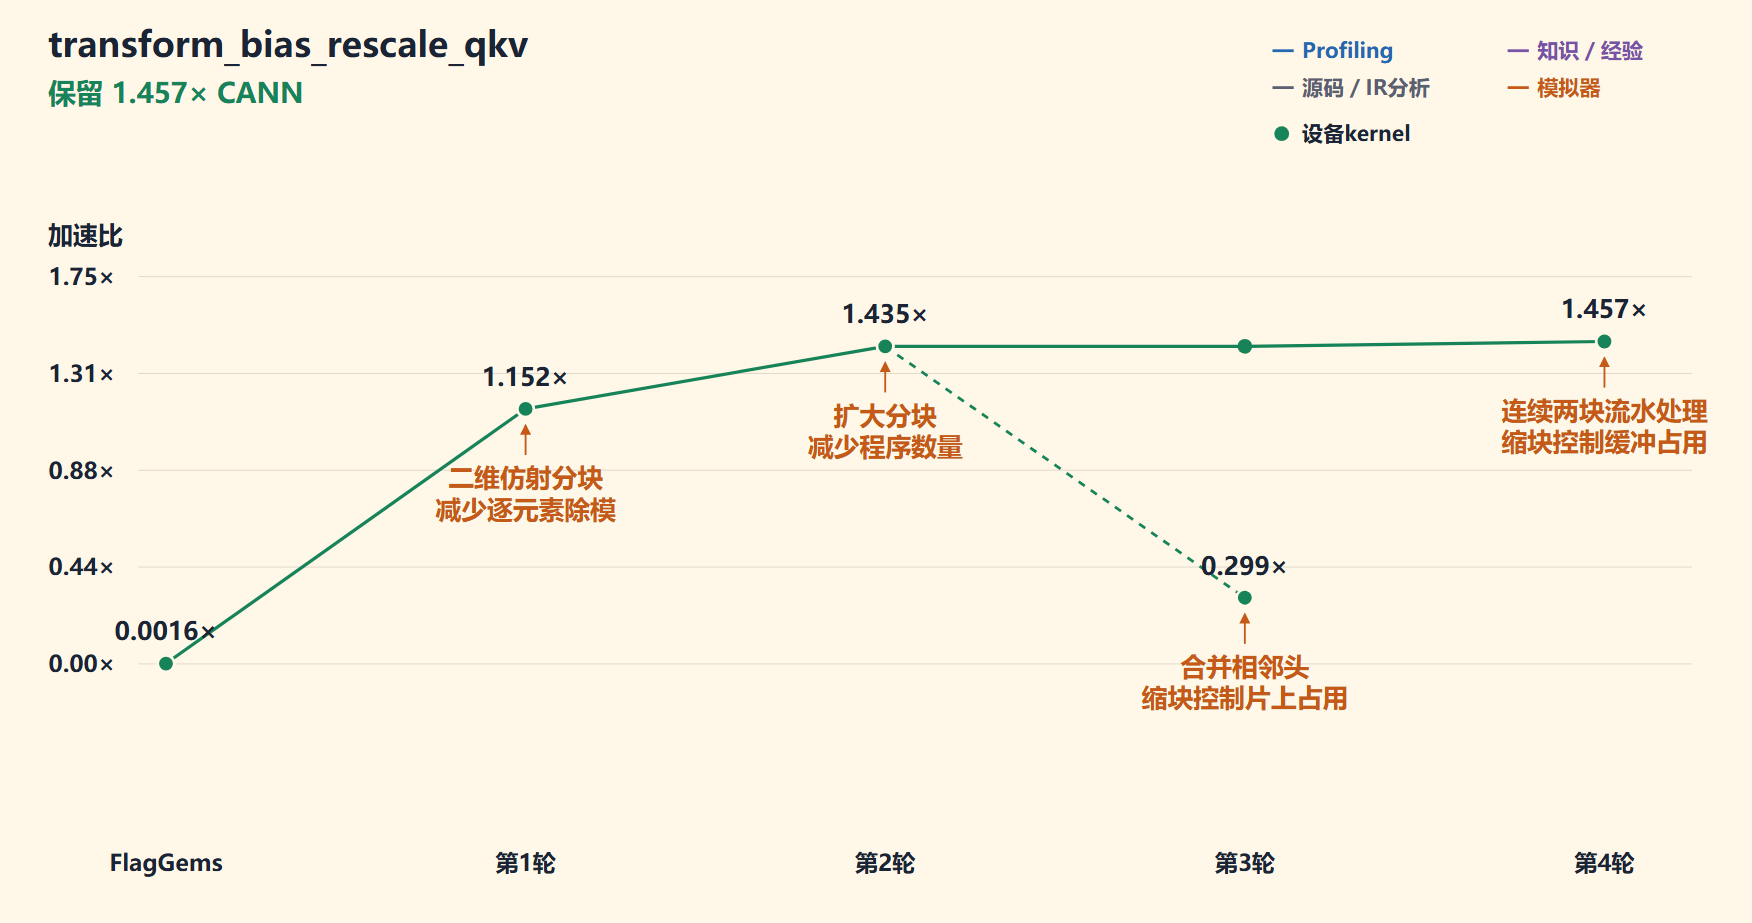 transform_bias_rescale_qkv
保留 1.457× CANN
Profiling
知识 / 经验
源码 / IR分析
模拟器
设备kernel
加速比
1.75×
1.31×
0.88×
0.44×
0.00×
0.0016×
1.152×
二维仿射分块
减少逐元素除模
1.435×
扩大分块
减少程序数量
0.299×
合并相邻头
缩块控制片上占用
1.457×
连续两块流水处理
缩块控制缓冲占用
FlagGems
第1轮
第2轮
第3轮
第4轮